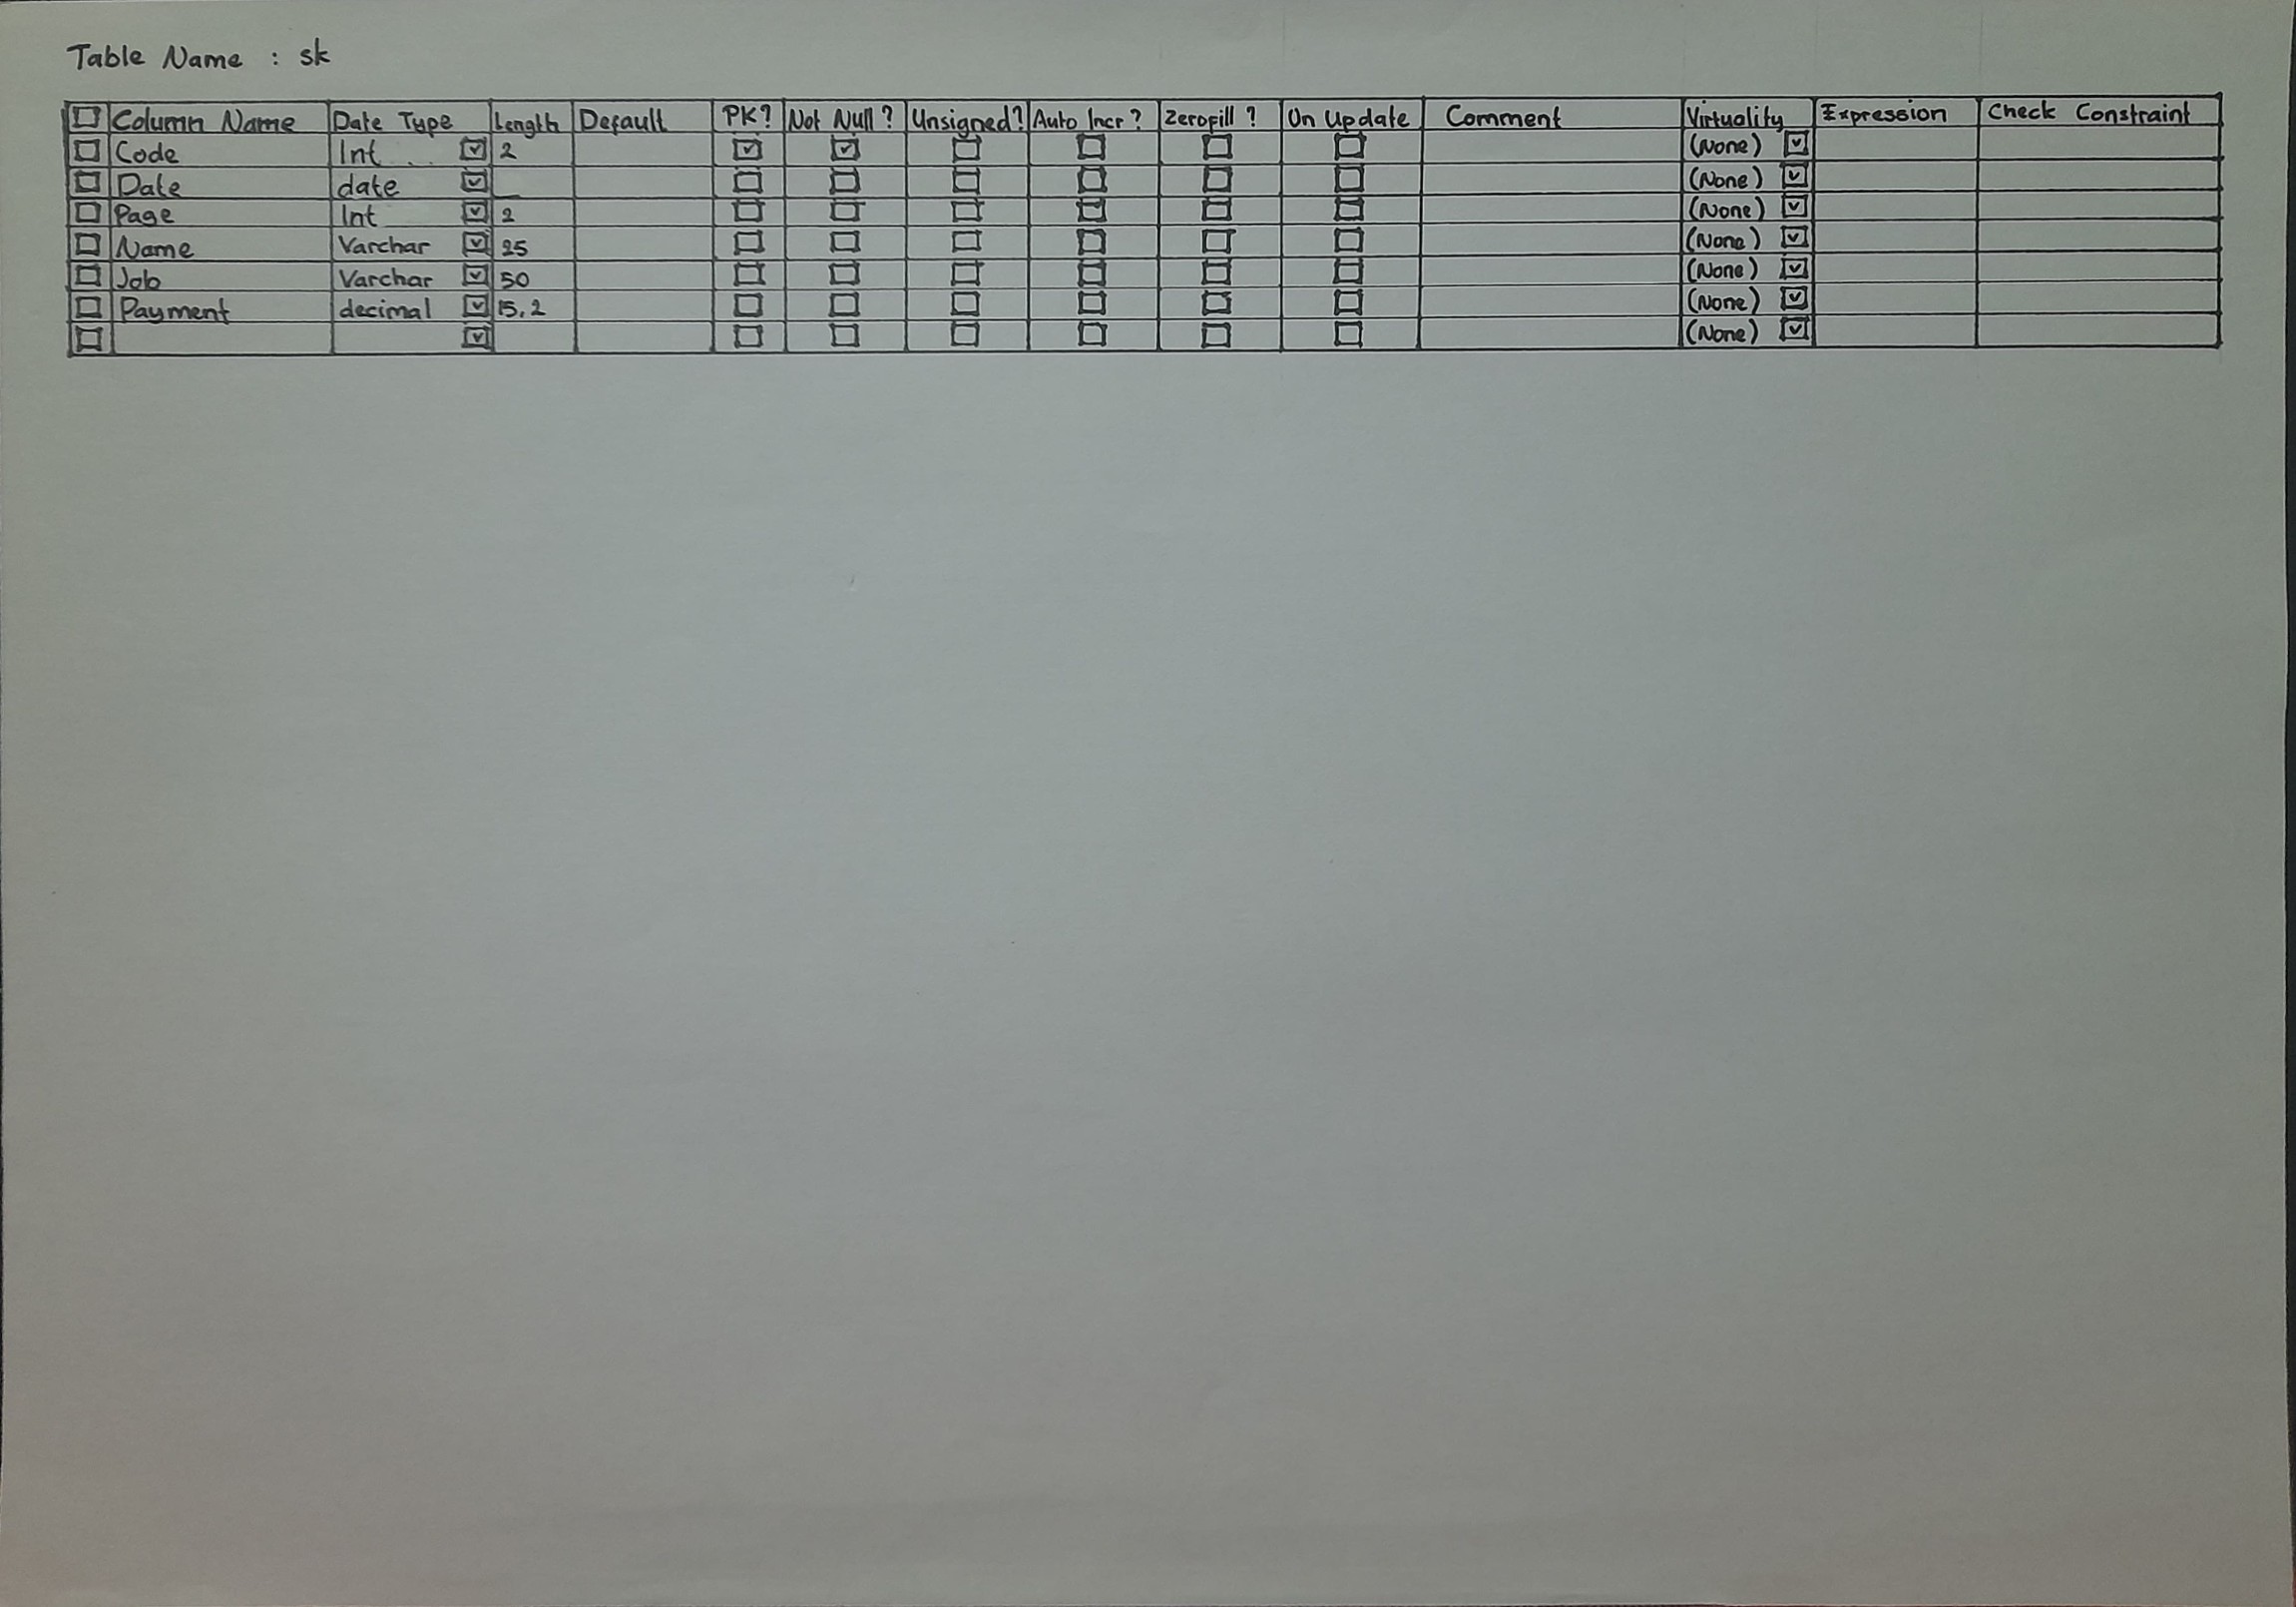 Table Name : sk
Column Name Date Type Length Default PK? Not Null? Unsigned? Auto Incr? Zerofill? On Update Comment Virtuality Expression Check Constraint
Code Int 2 (None)
Date date (None)
Page Int 2 (None)
Name Varchar 25 (None)
Job Varchar 50 (None)
Payment decimal 15,2 (None)
(None)